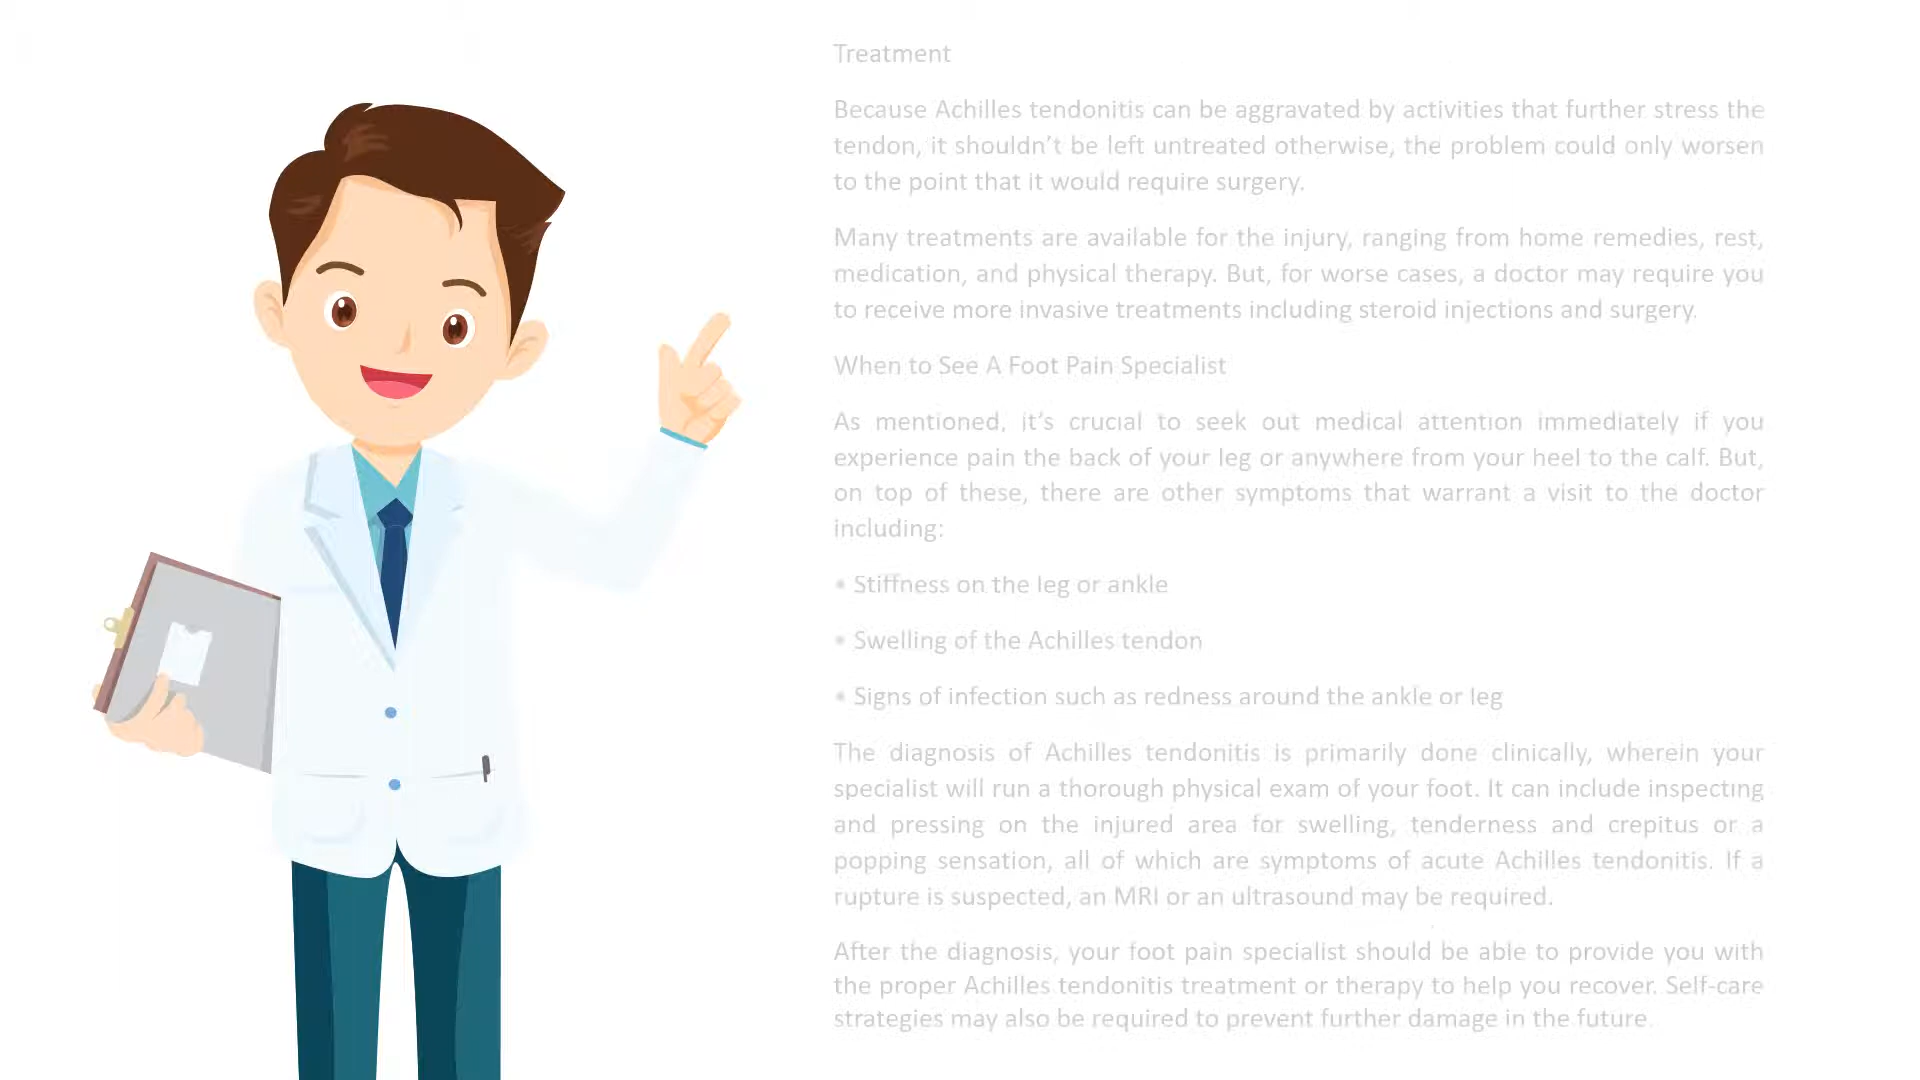 Treatment
Because Achilles tendonitis can be aggravated by activities that further stress the
tendon, it shouldn’t be left untreated otherwise, the problem could only worsen
to the point that it would require surgery.
Many treatments are available for the injury, ranging from home remedies, rest,
medication, and physical therapy. But, for worse cases, a doctor may require you
to receive more invasive treatments including steroid injections and surgery.
When to See A Foot Pain Specialist
As mentioned, it’s crucial to seek out medical attention immediately if you
experience pain the back of your leg or anywhere from your heel to the calf. But,
on top of these, there are other symptoms that warrant a visit to the doctor
including:
• Stiffness on the leg or ankle
• Swelling of the Achilles tendon
• Signs of infection such as redness around the ankle or leg
The diagnosis of Achilles tendonitis is primarily done clinically, wherein your
specialist will run a thorough physical exam of your foot. It can include inspecting
and pressing on the injured area for swelling, tenderness and crepitus or a
popping sensation, all of which are symptoms of acute Achilles tendonitis. If a
rupture is suspected, an MRI or an ultrasound may be required.
After the diagnosis, your foot pain specialist should be able to provide you with
the proper Achilles tendonitis treatment or therapy to help you recover. Self-care
strategies may also be required to prevent further damage in the future.